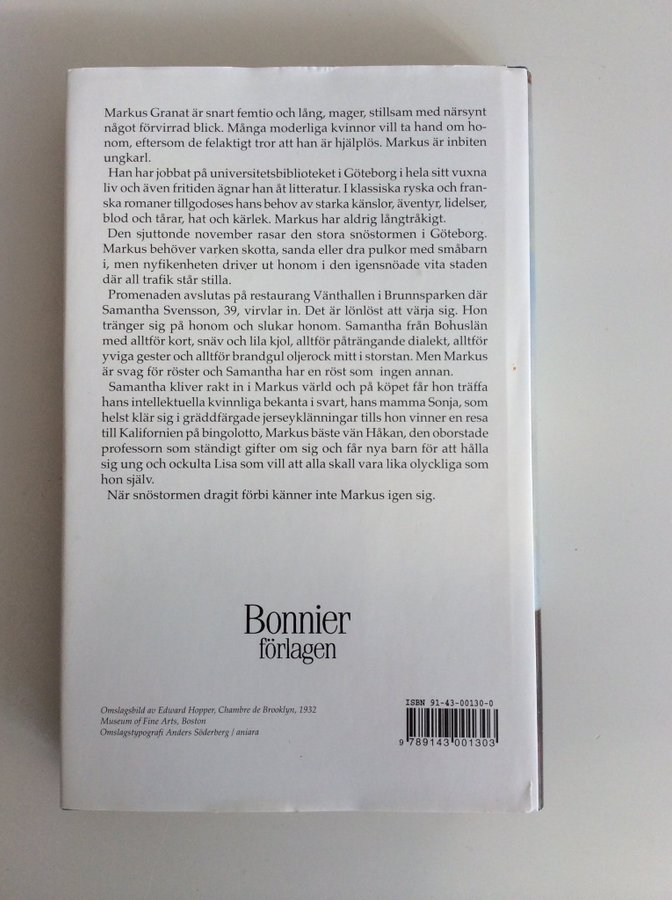 Markus Granat är snart femtio och lång, mager, stillsam med närsynt
något förvirrad blick. Många moderliga kvinnor vill ta hand om ho-
nom, eftersom de felaktigt tror att han är hjälplös. Markus är inbiten
ungkarl.
Han har jobbat på universitetsbiblioteket i Göteborg i hela sitt vuxna
liv och även fritiden ägnar han åt litteratur. I klassiska ryska och fran-
ska romaner tillgodoses hans behov av starka känslor, äventyr, lidelser,
blod och tårar, hat och kärlek. Markus har aldrig långtråkigt.
Den sjuttonde november rasar den stora snöstormen i Göteborg.
Markus behöver varken skotta, sanda eller dra pulkor med småbarn
i, men nyfikenheten driver ut honom i den igensnöade vita staden
där all trafik står stilla.
Promenaden avslutas på restaurang Vänthallen i Brunnsparken där
Samantha Svensson, 39, virvlar in. Det är lönlöst att värja sig. Hon
tränger sig på honom och slukar honom. Samantha från Bohuslän
med alltför kort, snäv och lila kjol, alltför påträngande dialekt, alltför
yviga gester och alltför brandgul oljerock mitt i storstan. Men Markus
är svag för röster och Samantha har en röst som ingen annan.
Samantha kliver rakt in i Markus värld och på köpet får hon träffa
hans intellektuella kvinnliga bekanta i svart, hans mamma Sonja, som
helst klär sig i gräddfärgade jerseyklänningar tills hon vinner en resa
till Kalifornien på bingolotto, Markus bäste vän Håkan, den oborstade
professorn som ständigt gifter om sig och får nya barn för att hålla
sig ung och ockulta Lisa som vill att alla skall vara lika olyckliga som
hon själv.
När snöstormen dragit förbi känner inte Markus igen sig.
Bonnier
förlagen
Omslagsbild av Edward Hopper, Chambre de Brooklyn, 1932
Museum of Fine Arts, Boston
Omslagstypografi Anders Söderberg / aniara
ISBN 91-43-00130-0
9 789143 001303